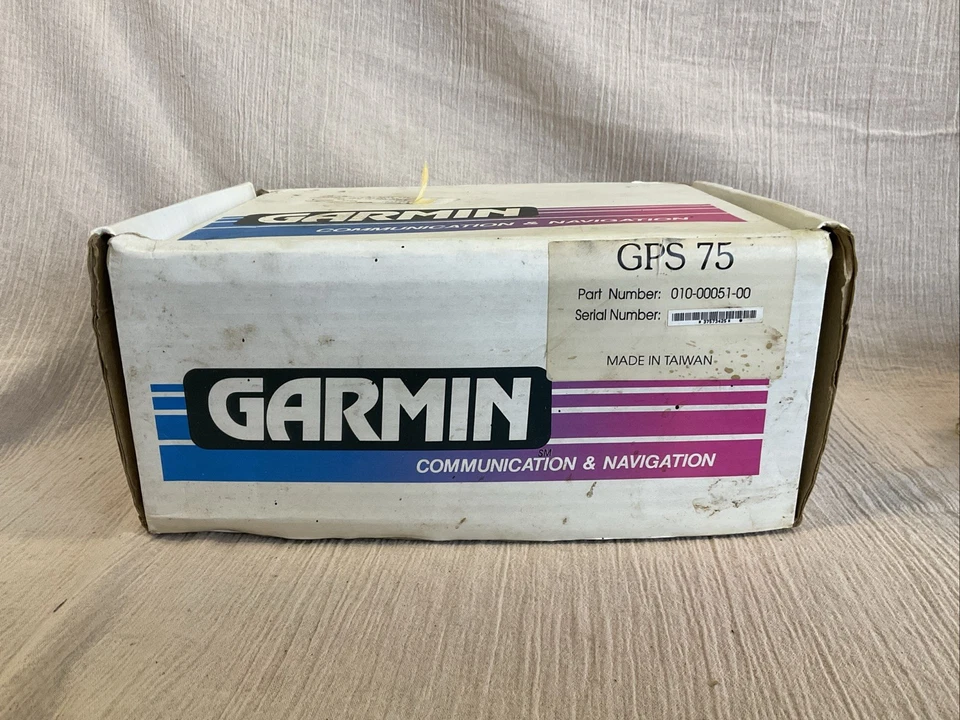 GARMIN
COMMUNICATION & NAVIGATION
GPS 75
Part Number: 010-00051-00
Serial Number:
MADE IN TAIWAN
GARMIN
SM
COMMUNICATION & NAVIGATION